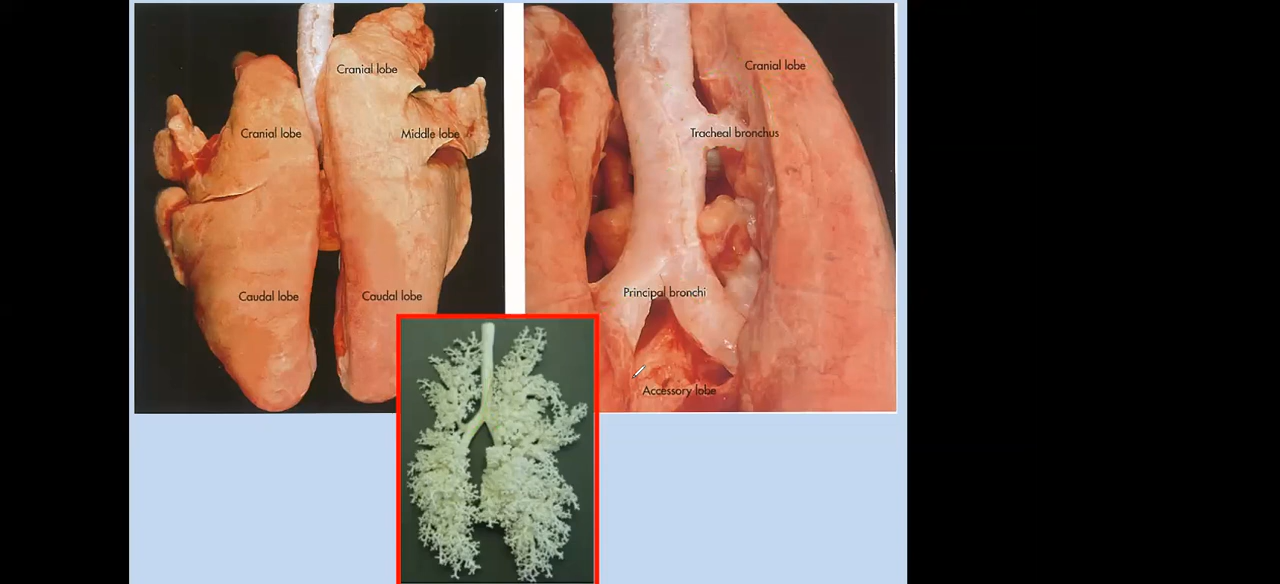 Cranial lobe
Cranial lobe
Middle lobe
Caudal lobe
Caudal lobe
Cranial lobe
Tracheal bronchus
Principal bronchi
Accessory lobe